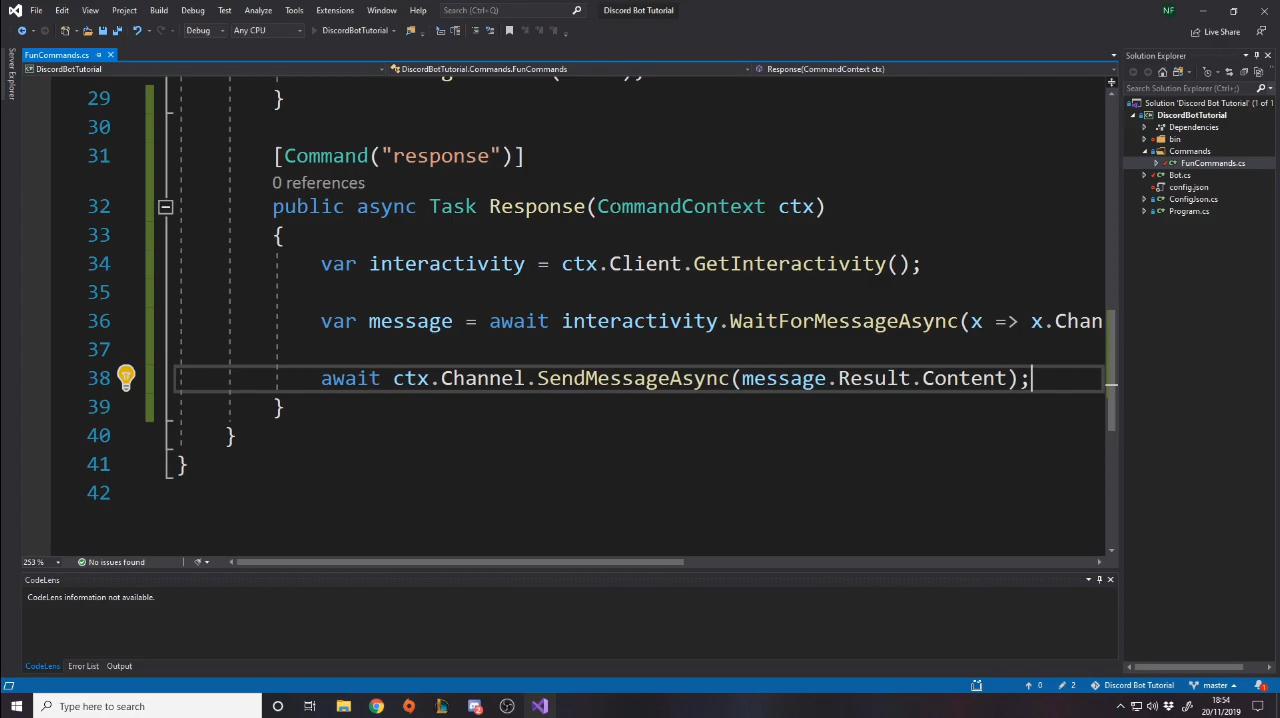 File Edit View Project Build Debug Test Analyze Tools Extensions Window Help Search (Ctrl+Q) Discord Bot Tutorial NF
Debug Any CPU DiscordBotTutorial Live Share
Server Explorer
FunCommands.cs
DiscordBotTutorial DiscordBotTutorial.Commands.FunCommands Response(CommandContext ctx)
29 }
30
31 [Command("response")]
0 references
32 public async Task Response(CommandContext ctx)
33 {
34 var interactivity = ctx.Client.GetInteractivity();
35
36 var message = await interactivity.WaitForMessageAsync(x => x.Chan
37
38 await ctx.Channel.SendMessageAsync(message.Result.Content);
39 }
40 }
41 }
42
253 % No issues found
CodeLens
CodeLens information not available.
CodeLens Error List Output
Solution Explorer
Search Solution Explorer (Ctrl+;)
Solution 'Discord Bot Tutorial' (1 of 1
DiscordBotTutorial
Dependencies
bin
Commands
FunCommands.cs
Bot.cs
config.json
ConfigJson.cs
Program.cs
0 2 Discord Bot Tutorial master 1
Type here to search
18:54
20/11/2019